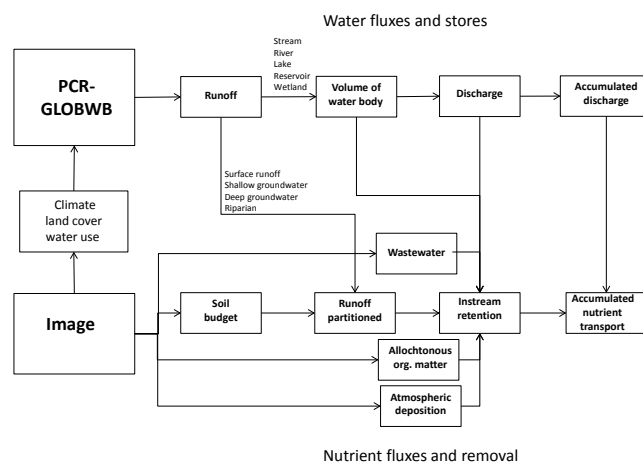 Water fluxes and stores
Stream
River
Lake
Reservoir
Wetland
PCR-
GLOBWB
Runoff
Volume of
water body
Discharge
Accumulated
discharge
Surface runoff
Shallow groundwater
Deep groundwater
Riparian
Climate
land cover
water use
Wastewater
Image
Soil
budget
Runoff
partitioned
Instream
retention
Accumulated
nutrient
transport
Allochtonous
org. matter
Atmospheric
deposition
Nutrient fluxes and removal